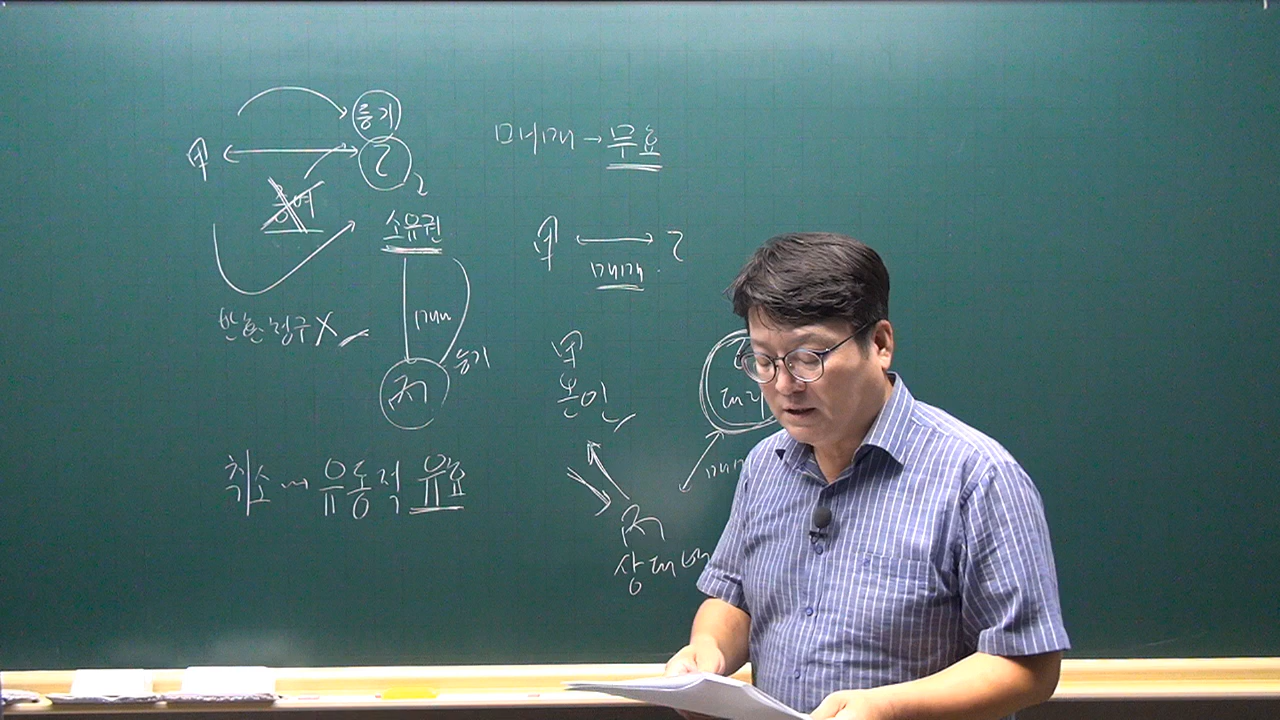 등기
甲 乙
증여
소유권
반환청구 X
매매
丙
등기
취소 → 유동적 유효
매매 → 무효
甲 乙
매매
甲
본인
대리
매매
丙
상대방